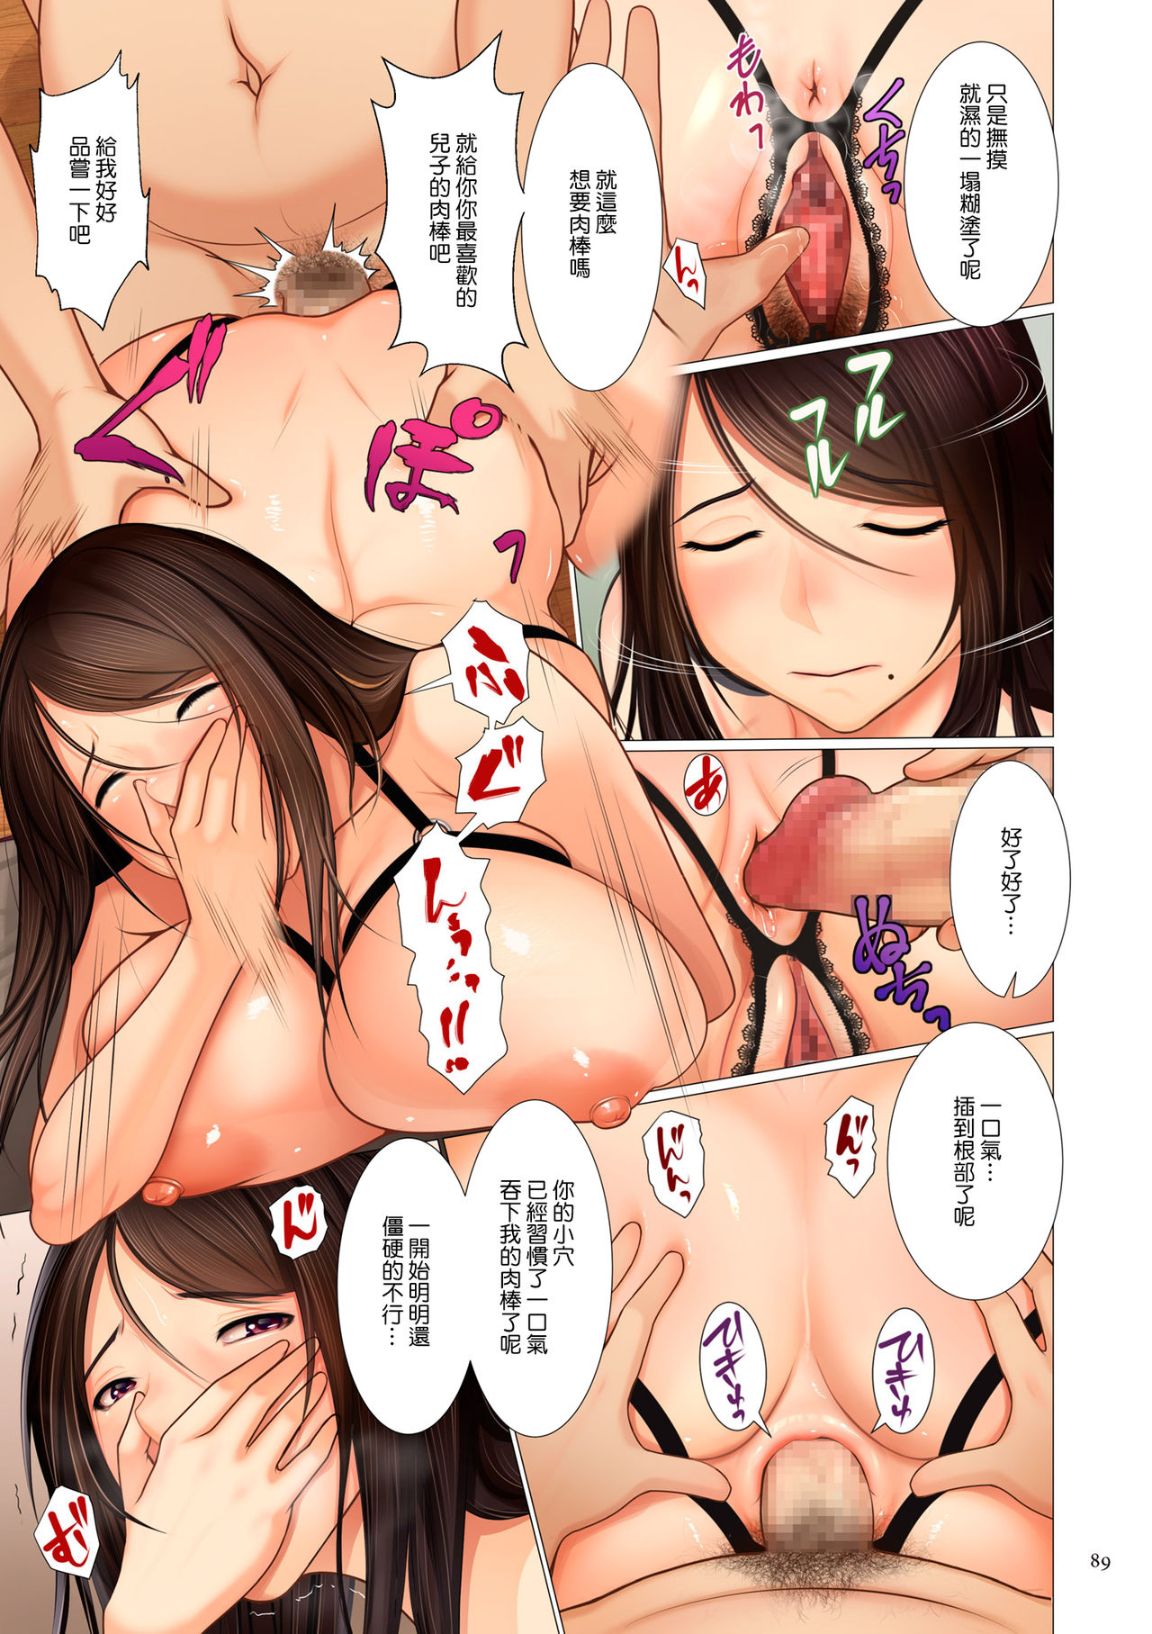 只是撫摸
就濕的一塌糊塗了呢
くちっ
もわっ
んっ
就這麼
想要肉棒嗎
フル
フル
就給你你最喜歡的
兒子的肉棒吧
給我好好
品嘗一下吧
ぐ
ぽ
っ
ふ
ぐ
んうぅっ!!
好了好了…
あ
ぬちっ
一口氣…
插到根部了呢
んっ
んんっ
ひきゅ
ひきゅっ
你的小穴
已經習慣了一口氣
吞下我的肉棒了呢
一開始明明還
僵硬的不行…
ん
む
89